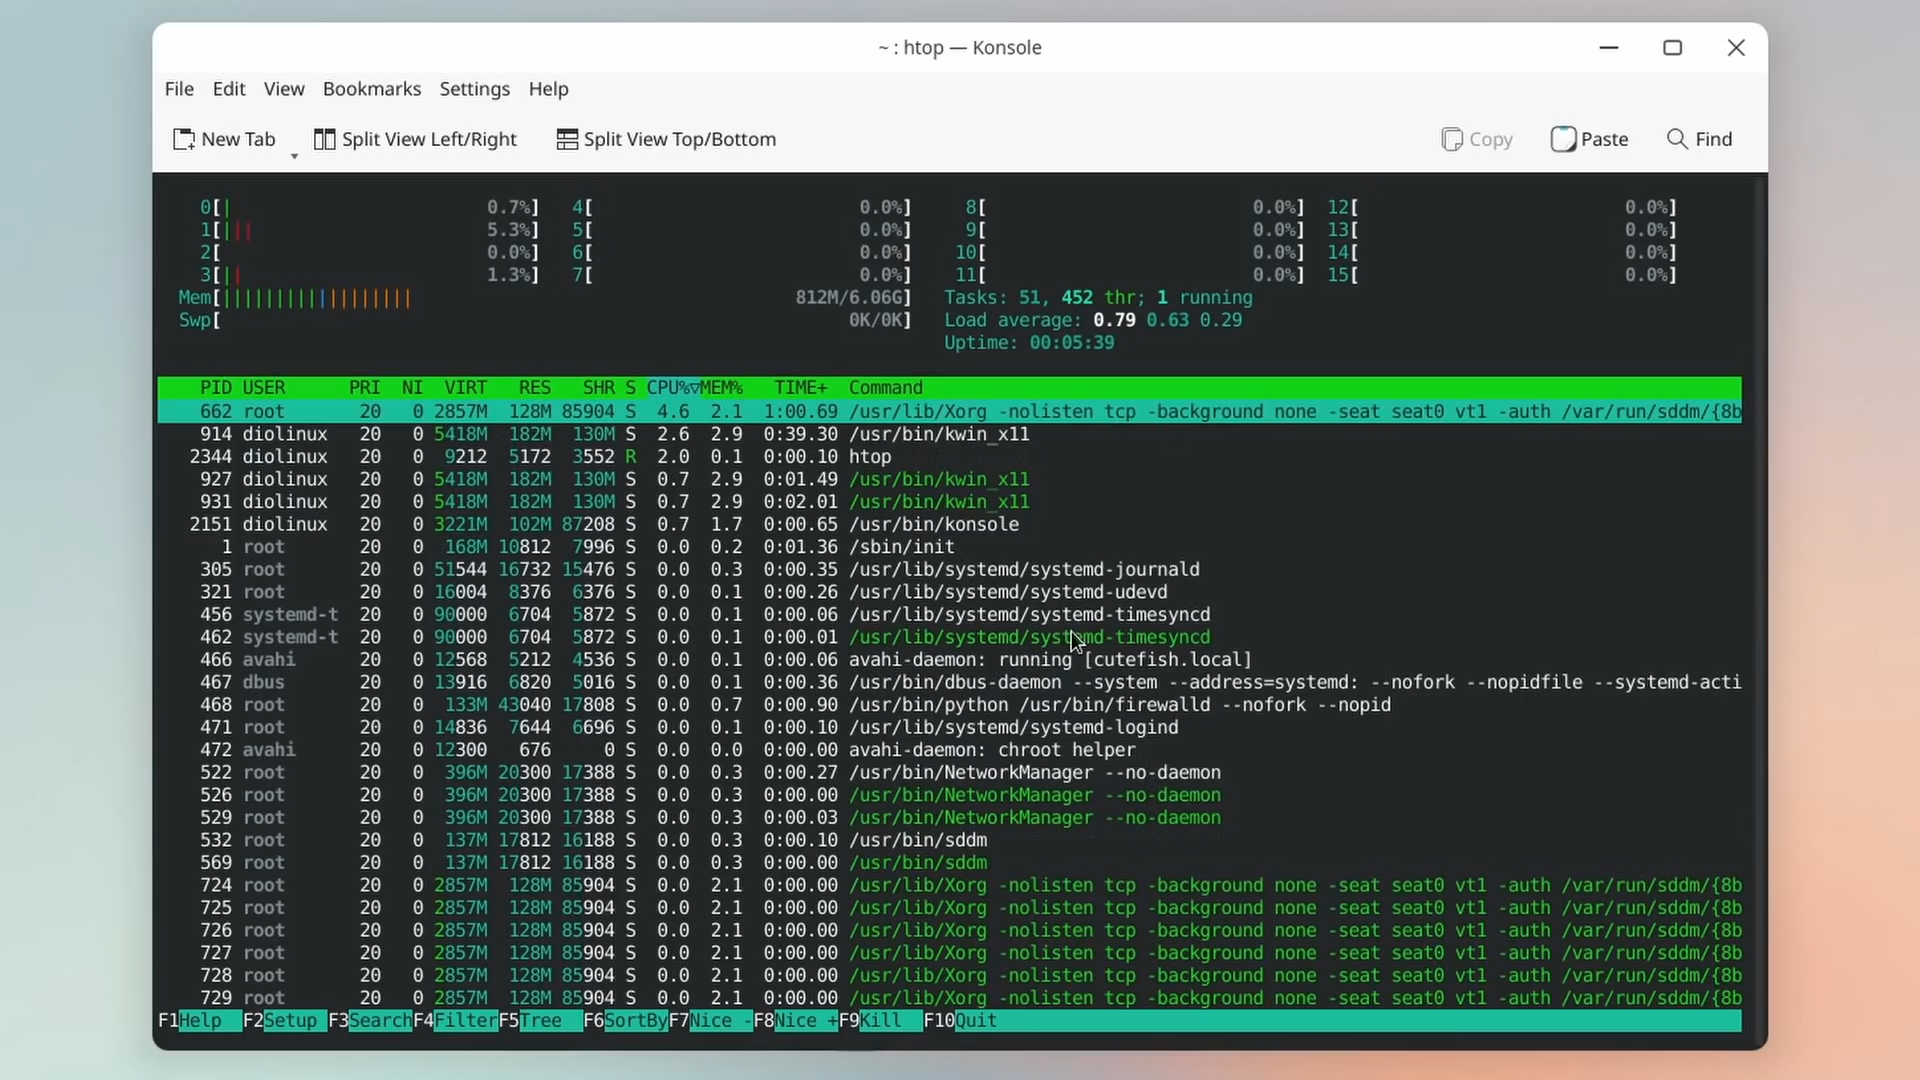 ~ : htop — Konsole
File Edit View Bookmarks Settings Help
New Tab Split View Left/Right Split View Top/Bottom Copy Paste Find
0[| 0.7%] 4[ 0.0%] 8[ 0.0%] 12[ 0.0%]
1[||| 5.3%] 5[ 0.0%] 9[ 0.0%] 13[ 0.0%]
2[ 0.0%] 6[ 0.0%] 10[ 0.0%] 14[ 0.0%]
3[|| 1.3%] 7[ 0.0%] 11[ 0.0%] 15[ 0.0%]
Mem[|||||||||||||||||| 812M/6.06G] Tasks: 51, 452 thr; 1 running
Swp[ 0K/0K] Load average: 0.79 0.63 0.29
Uptime: 00:05:39
PID USER PRI NI VIRT RES SHR S CPU%▽MEM% TIME+ Command
662 root 20 0 2857M 128M 85904 S 4.6 2.1 1:00.69 /usr/lib/Xorg -nolisten tcp -background none -seat seat0 vt1 -auth /var/run/sddm/{8b
914 diolinux 20 0 5418M 182M 130M S 2.6 2.9 0:39.30 /usr/bin/kwin_x11
2344 diolinux 20 0 9212 5172 3552 R 2.0 0.1 0:00.10 htop
927 diolinux 20 0 5418M 182M 130M S 0.7 2.9 0:01.49 /usr/bin/kwin_x11
931 diolinux 20 0 5418M 182M 130M S 0.7 2.9 0:02.01 /usr/bin/kwin_x11
2151 diolinux 20 0 3221M 102M 87208 S 0.7 1.7 0:00.65 /usr/bin/konsole
1 root 20 0 168M 10812 7996 S 0.0 0.2 0:01.36 /sbin/init
305 root 20 0 51544 16732 15476 S 0.0 0.3 0:00.35 /usr/lib/systemd/systemd-journald
321 root 20 0 16004 8376 6376 S 0.0 0.1 0:00.26 /usr/lib/systemd/systemd-udevd
456 systemd-t 20 0 90000 6704 5872 S 0.0 0.1 0:00.06 /usr/lib/systemd/systemd-timesyncd
462 systemd-t 20 0 90000 6704 5872 S 0.0 0.1 0:00.01 /usr/lib/systemd/systemd-timesyncd
466 avahi 20 0 12568 5212 4536 S 0.0 0.1 0:00.06 avahi-daemon: running [cutefish.local]
467 dbus 20 0 13916 6820 5016 S 0.0 0.1 0:00.36 /usr/bin/dbus-daemon --system --address=systemd: --nofork --nopidfile --systemd-acti
468 root 20 0 133M 43040 17808 S 0.0 0.7 0:00.90 /usr/bin/python /usr/bin/firewalld --nofork --nopid
471 root 20 0 14836 7644 6696 S 0.0 0.1 0:00.10 /usr/lib/systemd/systemd-logind
472 avahi 20 0 12300 676 0 S 0.0 0.0 0:00.00 avahi-daemon: chroot helper
522 root 20 0 396M 20300 17388 S 0.0 0.3 0:00.27 /usr/bin/NetworkManager --no-daemon
526 root 20 0 396M 20300 17388 S 0.0 0.3 0:00.00 /usr/bin/NetworkManager --no-daemon
529 root 20 0 396M 20300 17388 S 0.0 0.3 0:00.03 /usr/bin/NetworkManager --no-daemon
532 root 20 0 137M 17812 16188 S 0.0 0.3 0:00.10 /usr/bin/sddm
569 root 20 0 137M 17812 16188 S 0.0 0.3 0:00.00 /usr/bin/sddm
724 root 20 0 2857M 128M 85904 S 0.0 2.1 0:00.00 /usr/lib/Xorg -nolisten tcp -background none -seat seat0 vt1 -auth /var/run/sddm/{8b
725 root 20 0 2857M 128M 85904 S 0.0 2.1 0:00.00 /usr/lib/Xorg -nolisten tcp -background none -seat seat0 vt1 -auth /var/run/sddm/{8b
726 root 20 0 2857M 128M 85904 S 0.0 2.1 0:00.00 /usr/lib/Xorg -nolisten tcp -background none -seat seat0 vt1 -auth /var/run/sddm/{8b
727 root 20 0 2857M 128M 85904 S 0.0 2.1 0:00.00 /usr/lib/Xorg -nolisten tcp -background none -seat seat0 vt1 -auth /var/run/sddm/{8b
728 root 20 0 2857M 128M 85904 S 0.0 2.1 0:00.00 /usr/lib/Xorg -nolisten tcp -background none -seat seat0 vt1 -auth /var/run/sddm/{8b
729 root 20 0 2857M 128M 85904 S 0.0 2.1 0:00.00 /usr/lib/Xorg -nolisten tcp -background none -seat seat0 vt1 -auth /var/run/sddm/{8b
F1Help F2Setup F3SearchF4FilterF5Tree F6SortByF7Nice -F8Nice +F9Kill F10Quit